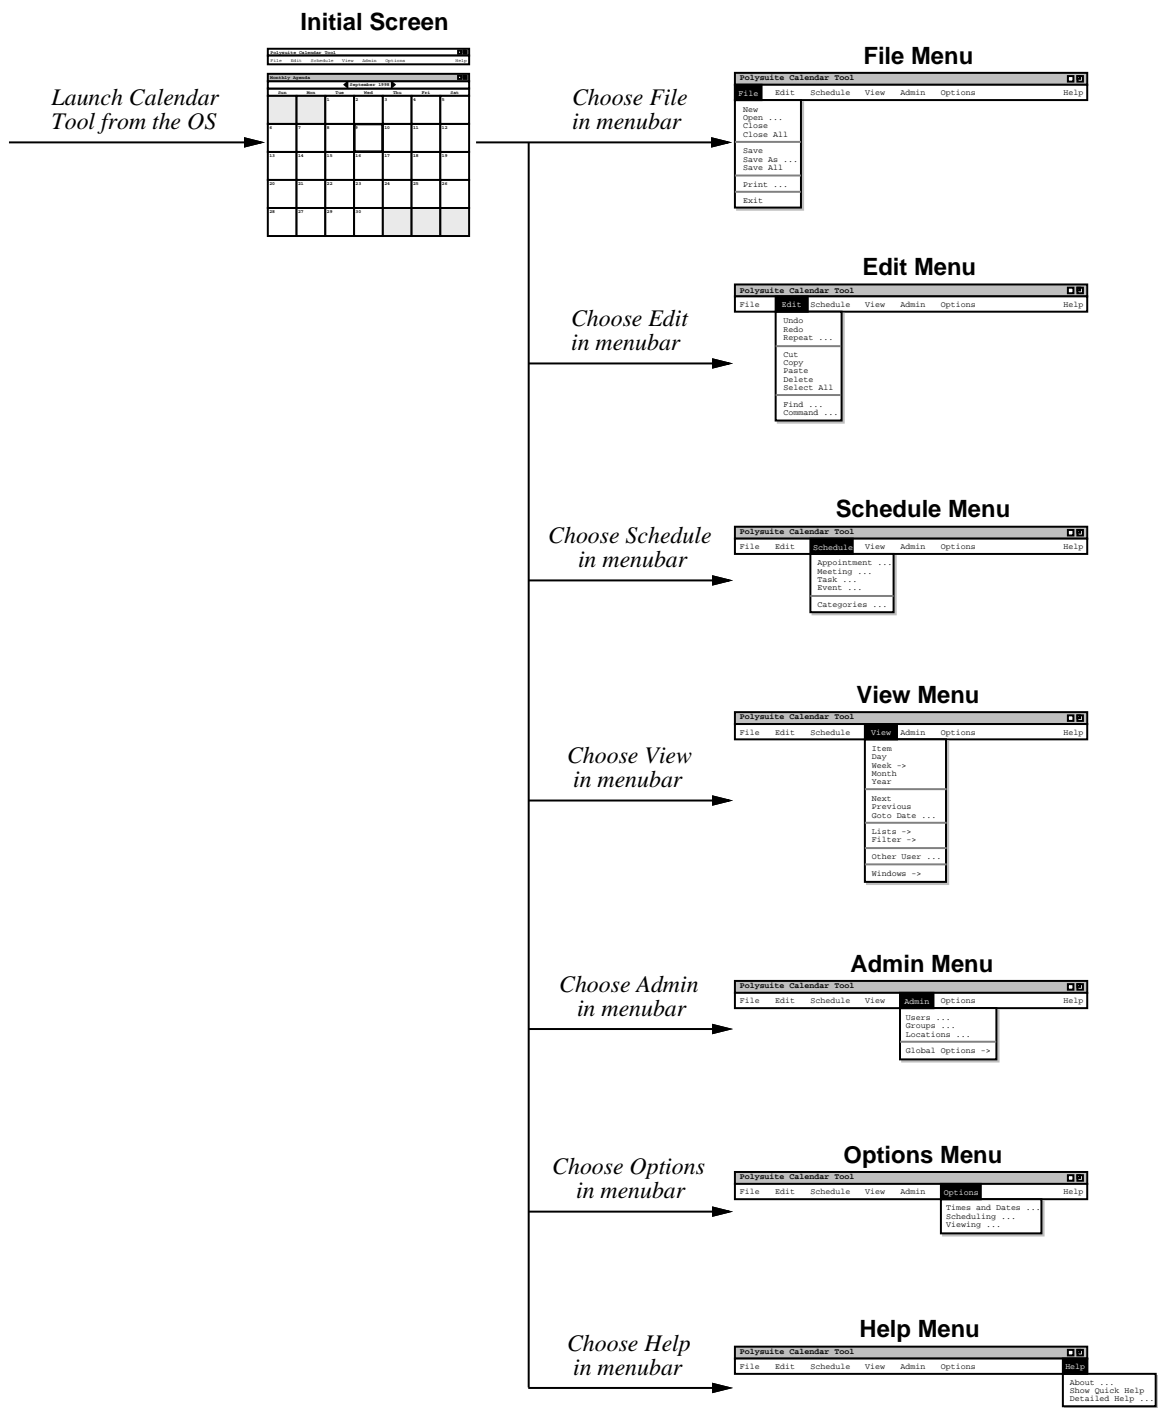 Initial Screen
Polysuite Calendar Tool
File Edit Schedule View Admin Options Help
Monthly Agenda
September 1998
Sun Mon Tue Wed Thu Fri Sat
1 2 3 4 5
6 7 8 9 10 11 12
13 14 15 16 17 18 19
20 21 22 23 24 25 26
28 27 29 30
Launch Calendar
Tool from the OS
Choose File
in menubar
File Menu
Polysuite Calendar Tool
File Edit Schedule View Admin Options Help
New
Open ...
Close
Close All
Save
Save As ...
Save All
Print ...
Exit
Choose Edit
in menubar
Edit Menu
Polysuite Calendar Tool
File Edit Schedule View Admin Options Help
Undo
Redo
Repeat ...
Cut
Copy
Paste
Delete
Select All
Find ...
Command ...
Choose Schedule
in menubar
Schedule Menu
Polysuite Calendar Tool
File Edit Schedule View Admin Options Help
Appointment ...
Meeting ...
Task ...
Event ...
Categories ...
Choose View
in menubar
View Menu
Polysuite Calendar Tool
File Edit Schedule View Admin Options Help
Item
Day
Week ->
Month
Year
Next
Previous
Goto Date ...
Lists ->
Filter ->
Other User ...
Windows ->
Choose Admin
in menubar
Admin Menu
Polysuite Calendar Tool
File Edit Schedule View Admin Options Help
Users ...
Groups ...
Locations ...
Global Options ->
Choose Options
in menubar
Options Menu
Polysuite Calendar Tool
File Edit Schedule View Admin Options Help
Times and Dates ...
Scheduling ...
Viewing ...
Choose Help
in menubar
Help Menu
Polysuite Calendar Tool
File Edit Schedule View Admin Options Help
About ...
Show Quick Help
Detailed Help ...